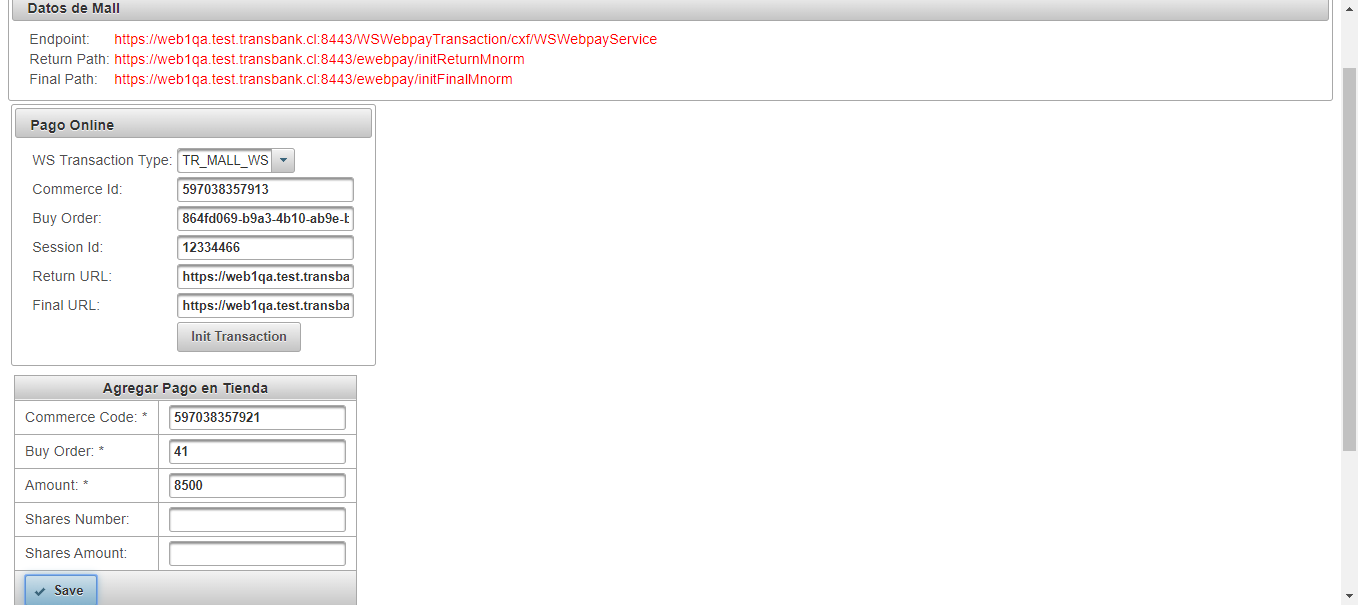 Datos de Mall
Endpoint: https://web1qa.test.transbank.cl:8443/WSWebpayTransaction/cxf/WSWebpayService
Return Path: https://web1qa.test.transbank.cl:8443/ewebpay/initReturnMnorm
Final Path: https://web1qa.test.transbank.cl:8443/ewebpay/initFinalMnorm
Pago Online
WS Transaction Type: TR_MALL_WS
Commerce Id: 597038357913
Buy Order: 864fd069-b9a3-4b10-ab9e-b
Session Id: 12334466
Return URL: https://web1qa.test.transba
Final URL: https://web1qa.test.transba
Init Transaction
Agregar Pago en Tienda
Commerce Code: * 597038357921
Buy Order: * 41
Amount: * 8500
Shares Number:
Shares Amount:
Save